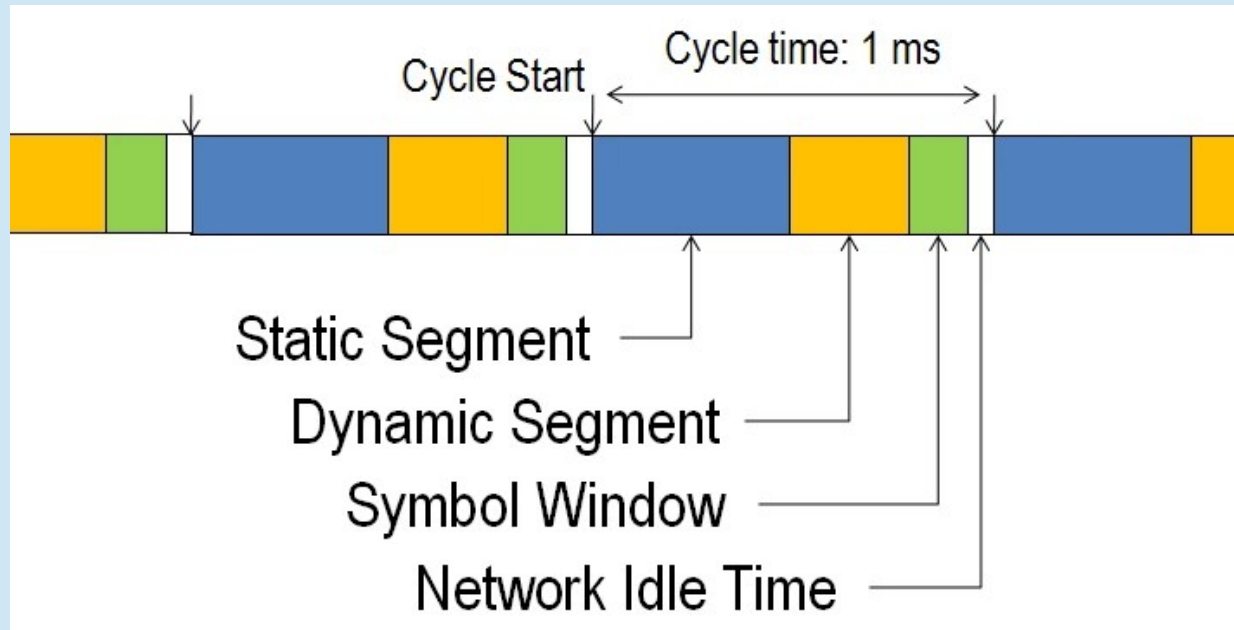 Cycle time: 1 ms
Cycle Start
Static Segment
Dynamic Segment
Symbol Window
Network Idle Time